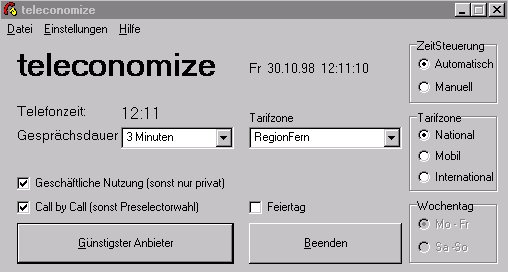 teleconomize
Datei Einstellungen Hilfe
teleconomize
Fr 30.10.98 12:11:10
ZeitSteuerung
Automatisch
Manuell
Telefonzeit: 12:11
Gesprächsdauer 3 Minuten
Tarifzone
RegionFern
Tarifzone
National
Mobil
International
Geschäftliche Nutzung (sonst nur privat)
Call by Call (sonst Preselectorwahl)
Feiertag
Günstigster Anbieter
Beenden
Wochentag
Mo - Fr
Sa -So